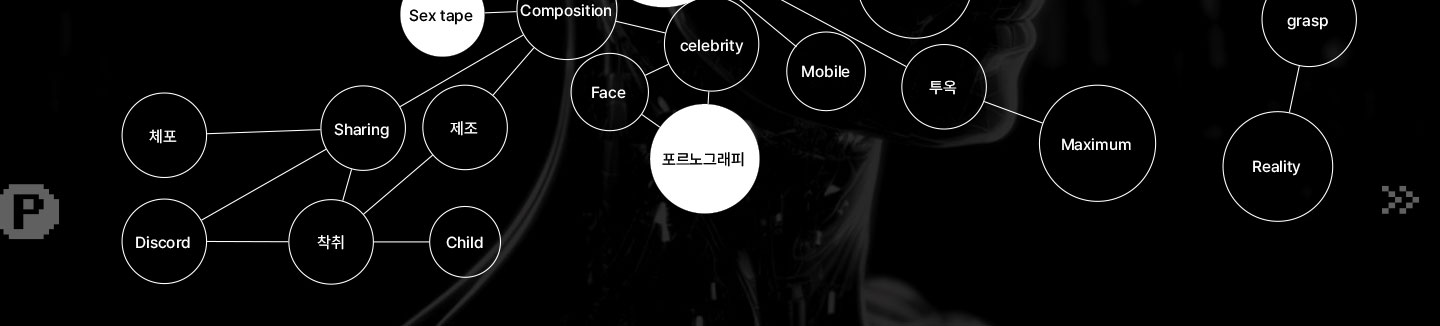 Sex tape
Composition
grasp
celebrity
Mobile
투옥
Face
체포
Sharing
제조
Maximum
포르노그래피
Reality
P
Discord
착취
Child